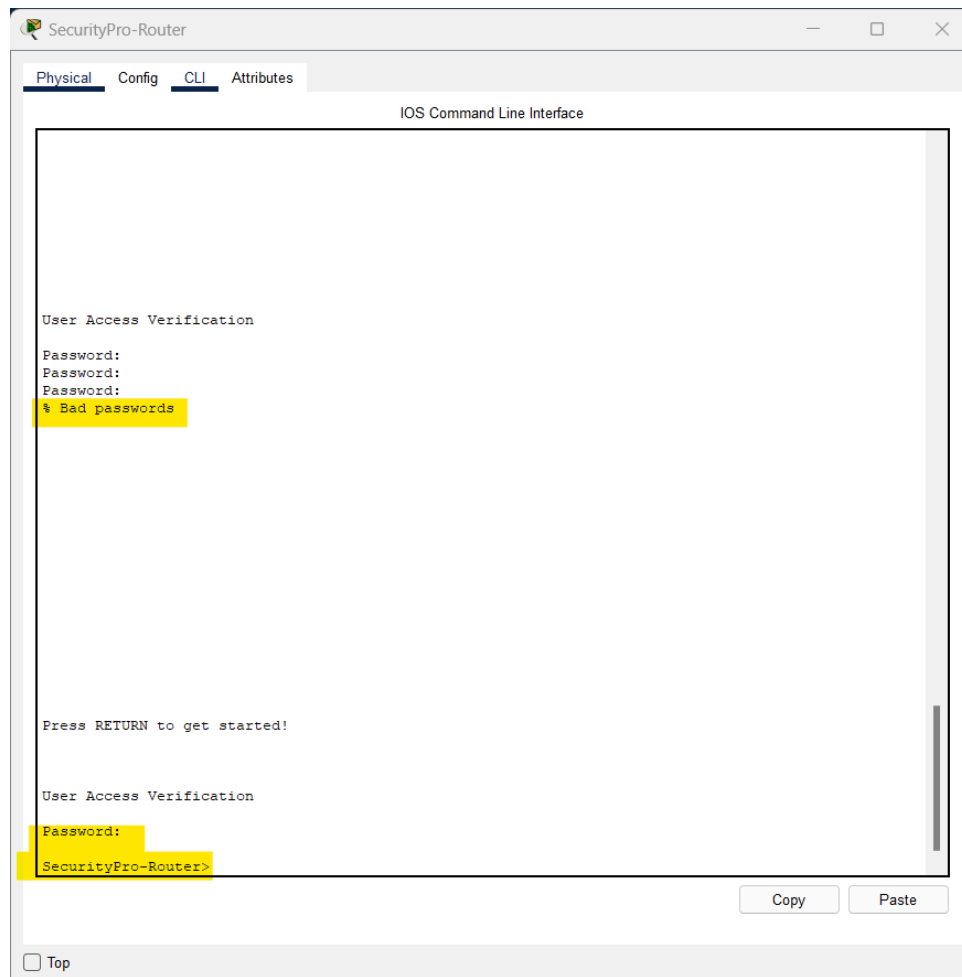 SecurityPro-Router
Physical Config CLI Attributes
IOS Command Line Interface
User Access Verification
Password:
Password:
Password:
% Bad passwords
Press RETURN to get started!
User Access Verification
Password:
SecurityPro-Router>
Copy Paste
Top